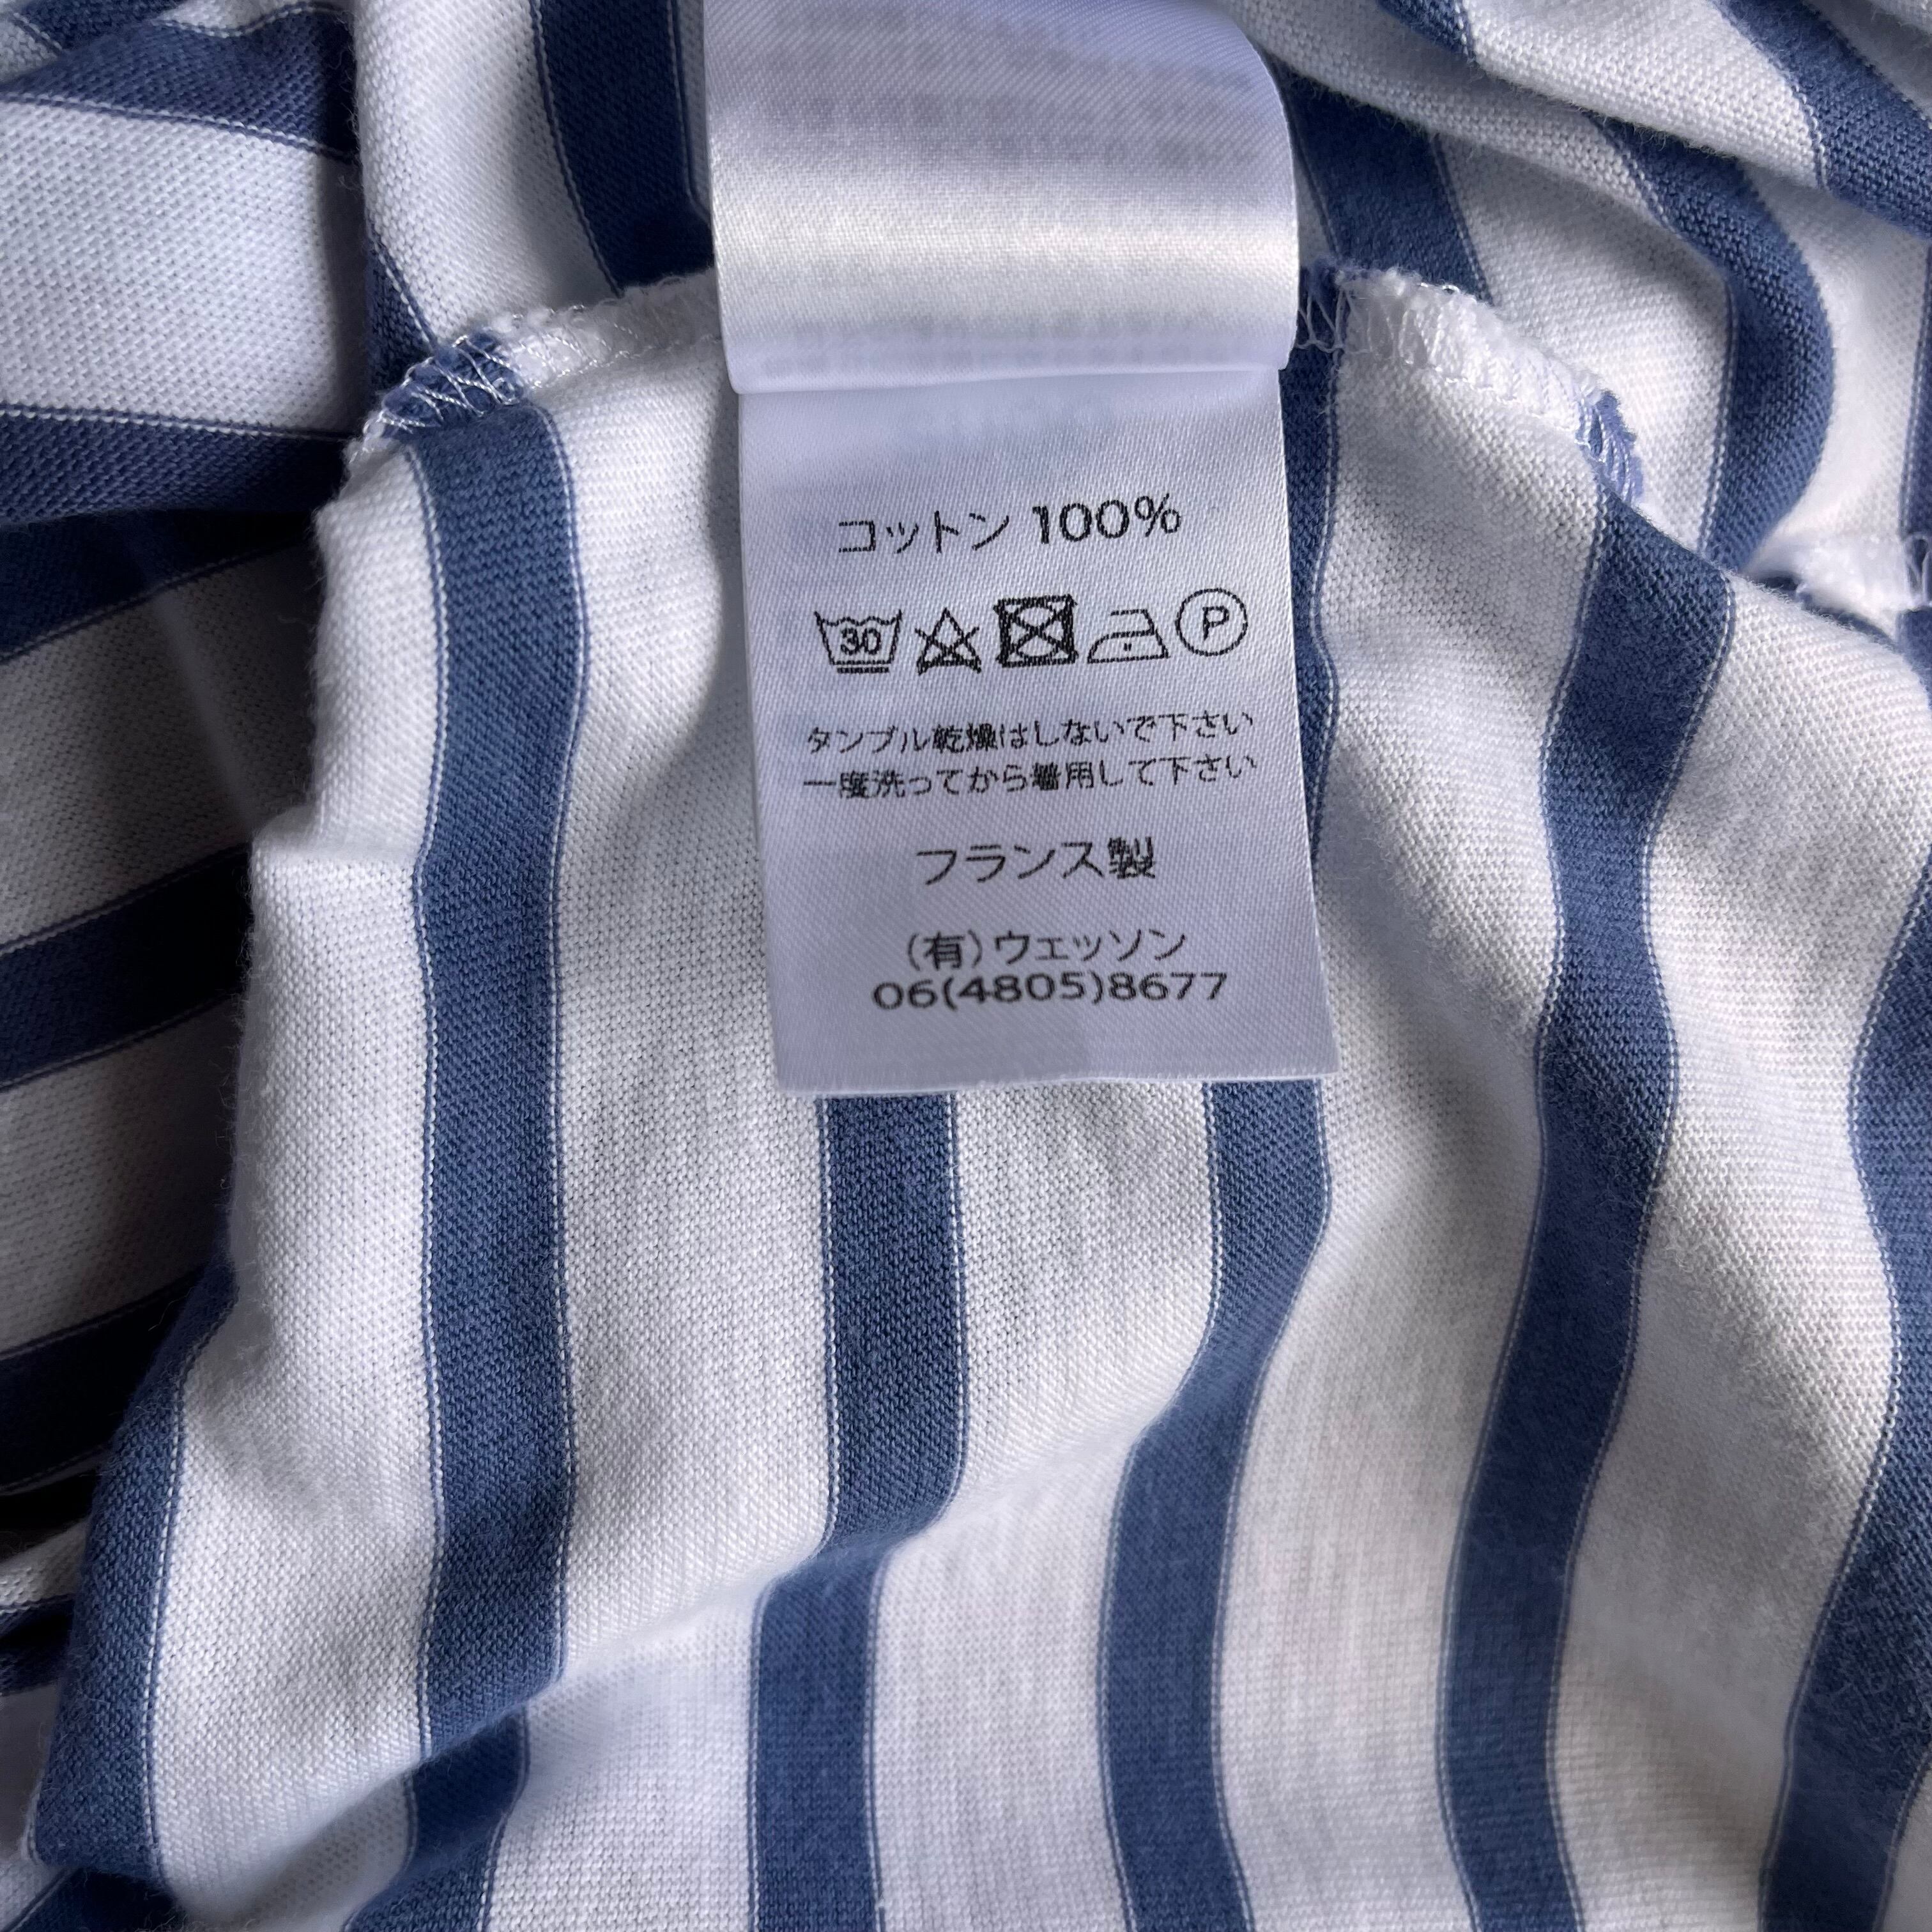 コットン 100%
30 P
タンブル乾燥はしないで下さい
一度洗ってから着用して下さい
フランス製
(有)ウェッソン
06(4805)8677